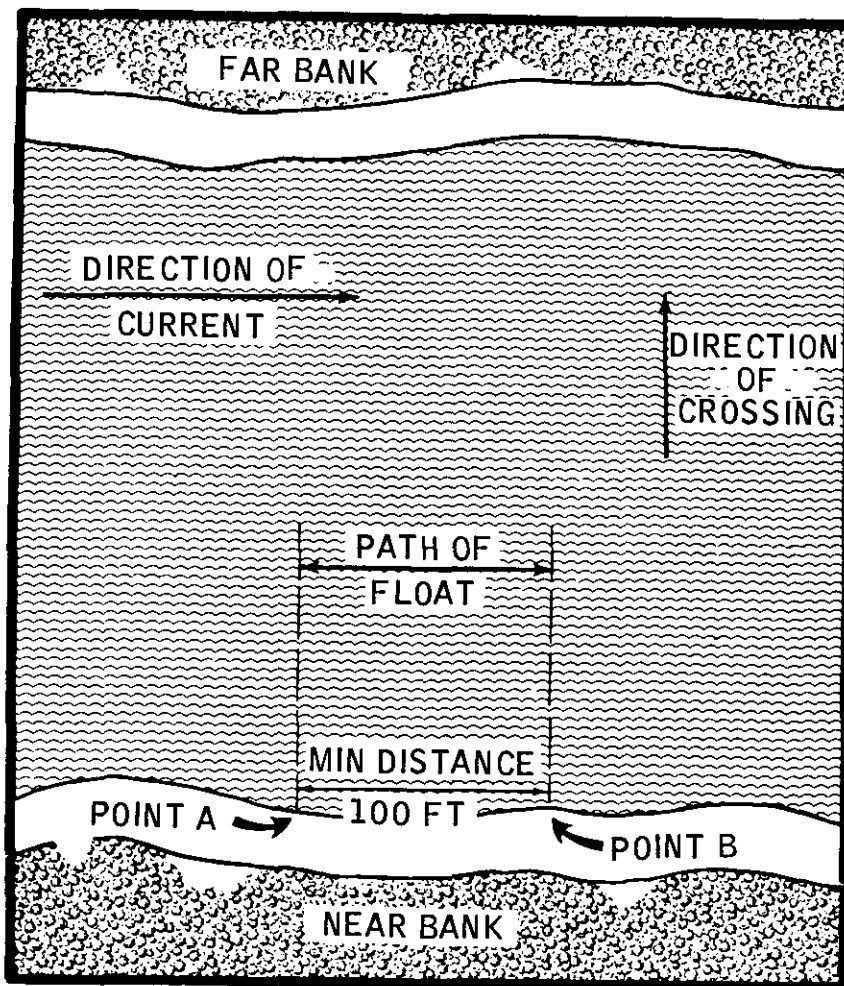 FAR BANK
DIRECTION OF
CURRENT
DIRECTION
OF
CROSSING
PATH OF
FLOAT
MIN DISTANCE
100 FT
POINT A
POINT B
NEAR BANK